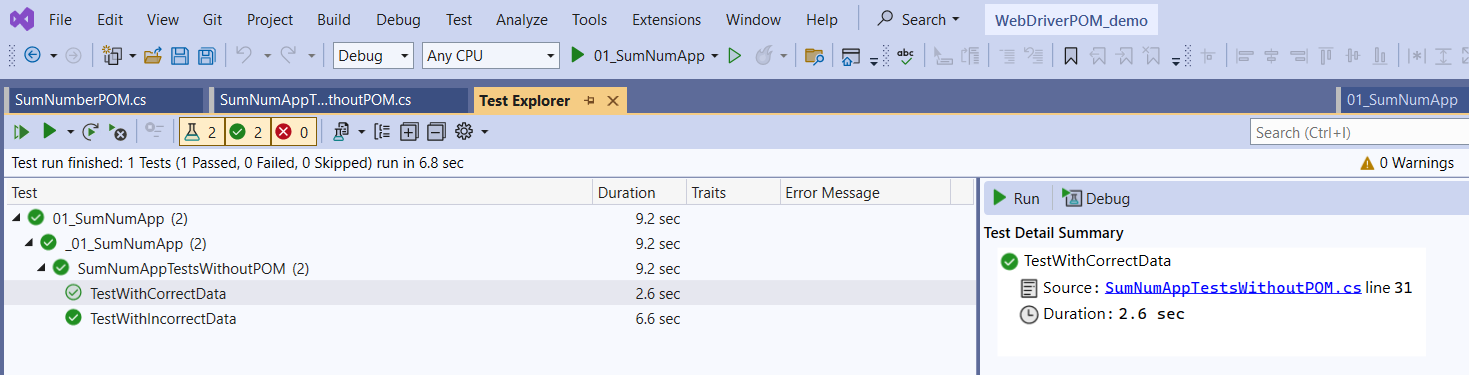 File Edit View Git Project Build Debug Test Analyze Tools Extensions Window Help Search WebDriverPOM_demo
Debug Any CPU 01_SumNumApp abc
SumNumberPOM.cs SumNumAppT...thoutPOM.cs Test Explorer 01_SumNumApp
2 2 0 Search (Ctrl+I)
Test run finished: 1 Tests (1 Passed, 0 Failed, 0 Skipped) run in 6.8 sec 0 Warnings
Test Duration Traits Error Message Run Debug
01_SumNumApp (2) 9.2 sec Test Detail Summary
_01_SumNumApp (2) 9.2 sec TestWithCorrectData
SumNumAppTestsWithoutPOM (2) 9.2 sec Source: SumNumAppTestsWithoutPOM.cs line 31
TestWithCorrectData 2.6 sec Duration: 2.6 sec
TestWithIncorrectData 6.6 sec